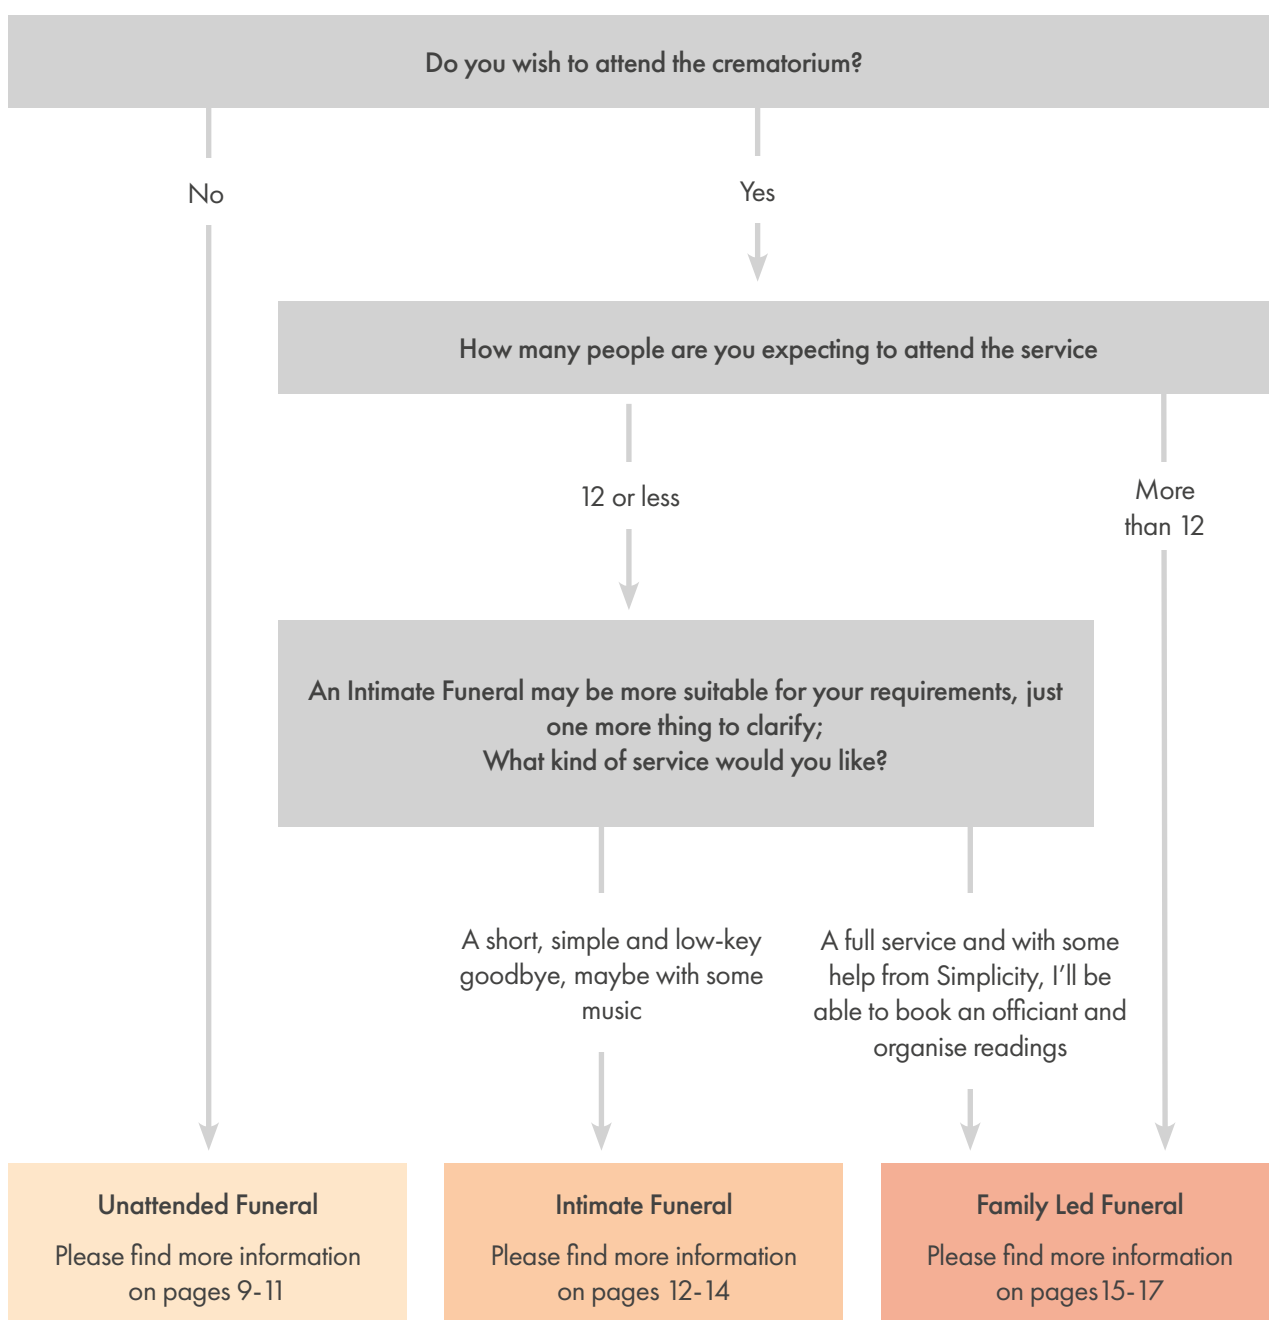 Do you wish to attend the crematorium?
No
Yes
How many people are you expecting to attend the service
12 or less
More
than 12
An Intimate Funeral may be more suitable for your requirements, just
one more thing to clarify;
What kind of service would you like?
A short, simple and low-key
goodbye, maybe with some
music
A full service and with some
help from Simplicity, I'll be
able to book an officiant and
organise readings
Unattended Funeral
Please find more information
on pages 9-11
Intimate Funeral
Please find more information
on pages 12-14
Family Led Funeral
Please find more information
on pages 15-17